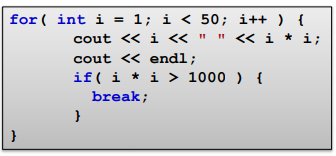 for( int i = 1; i < 50; i++ ) {
        cout << i << " " << i * i;
        cout << endl;
        if( i * i > 1000 ) {
          break;
        }
}